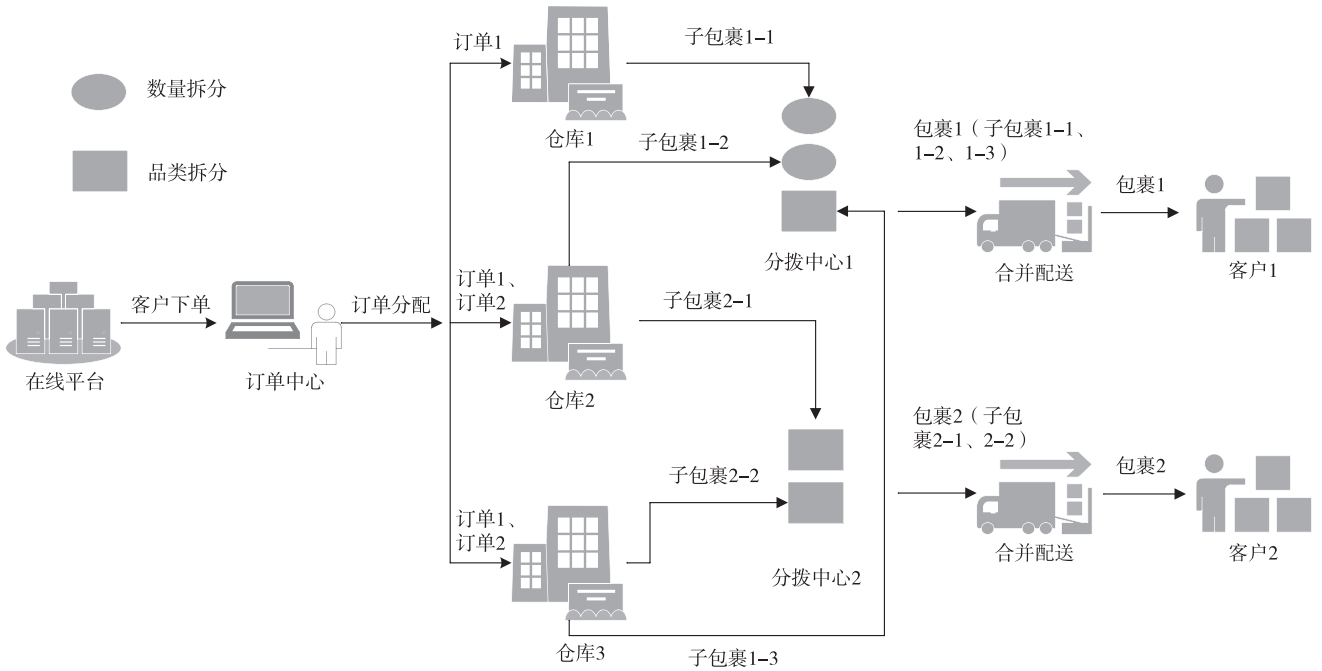 订单1
子包裹1-1
数量拆分
仓库1
子包裹1-2
包裹1（子包裹1-1、
1-2、1-3）
品类拆分
包裹1
分拨中心1
合并配送
客户1
订单1、
订单2
子包裹2-1
客户下单
订单分配
在线平台
订单中心
仓库2
包裹2（子包
裹2-1、2-2）
子包裹2-2
包裹2
订单1、
订单2
合并配送
客户2
分拨中心2
仓库3
子包裹1-3